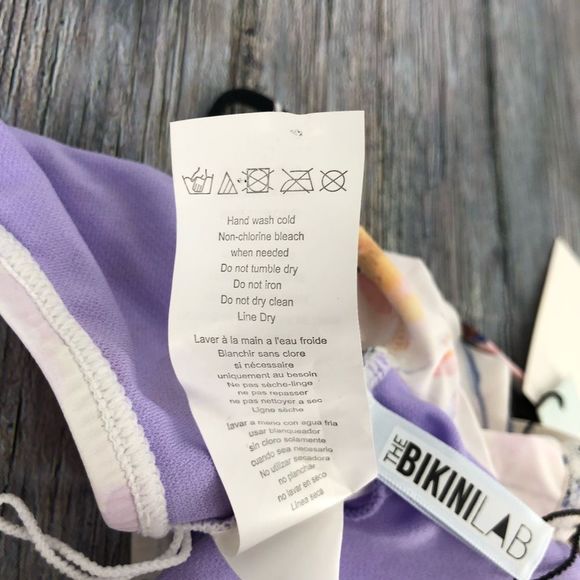 Hand wash cold
Non-chlorine bleach
when needed
Do not tumble dry
Do not iron
Do not dry clean
Line Dry
Laver à la main a l'eau froide
Blanchir sans clore
si nécessaire
uniquement au besoin
Ne pas sèche-linge
ne pas repasser
ne pas nettoyer a sec
Ligne sèche
lavar a meno con agua fria
usar blanqueador
sin cloro solamente
cuando sea necesario
No utilizar secadora
no planchar
no lavar en seco
Linea seca
THE BIKINI LAB